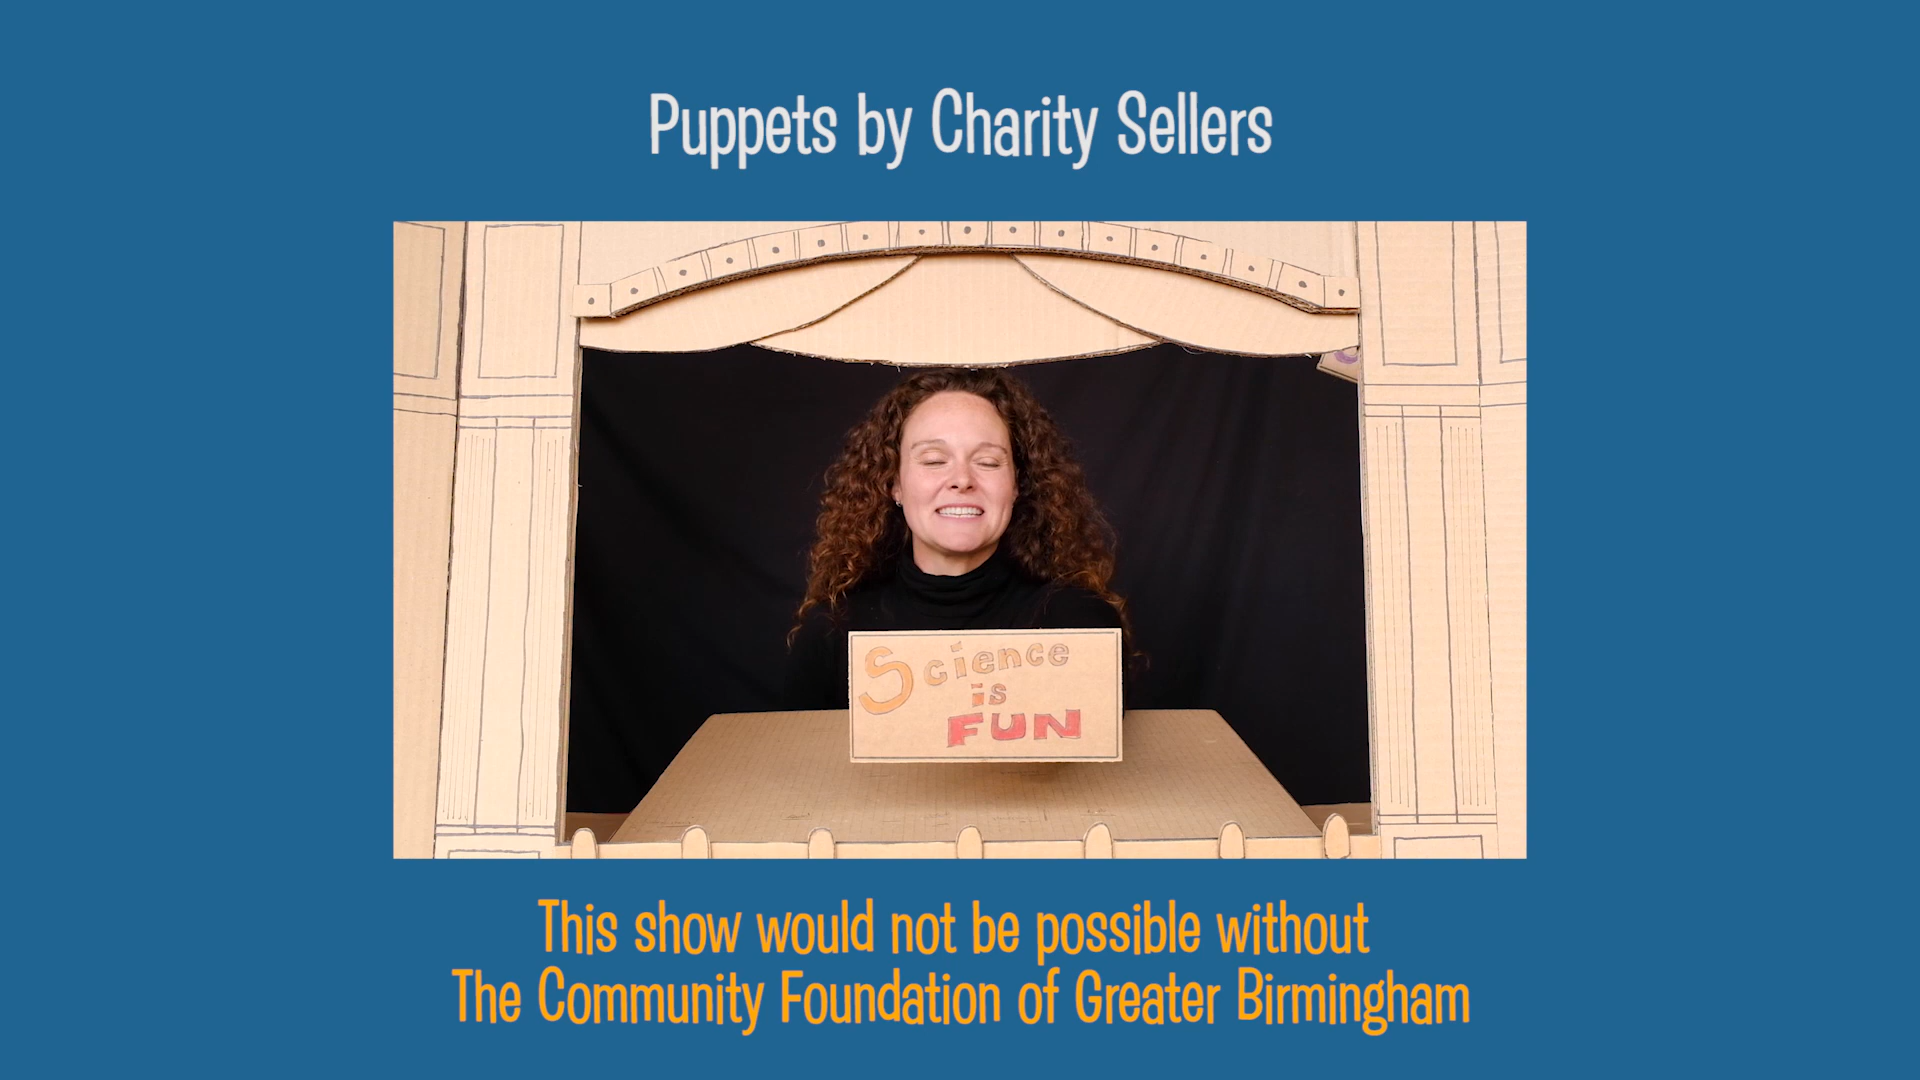 Puppets by Charity Sellers
Science
is
FUN
This show would not be possible without
The Community Foundation of Greater Birmingham